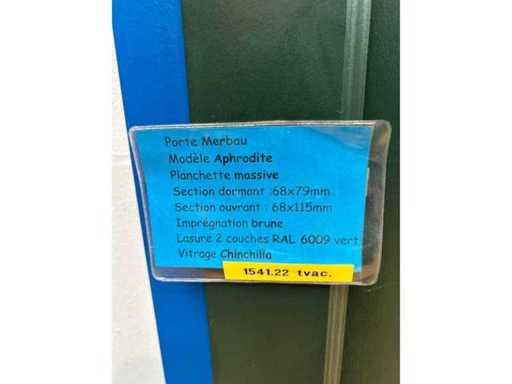 Porte Merbau
Modèle Aphrodite
Planchette massive
Section dormant :68x79mm
Section ouvrant : 68x115mm
Imprégnation brune
Lasure 2 couches RAL 6009 vert
Vitrage Chinchilla
1541.22 tvac.